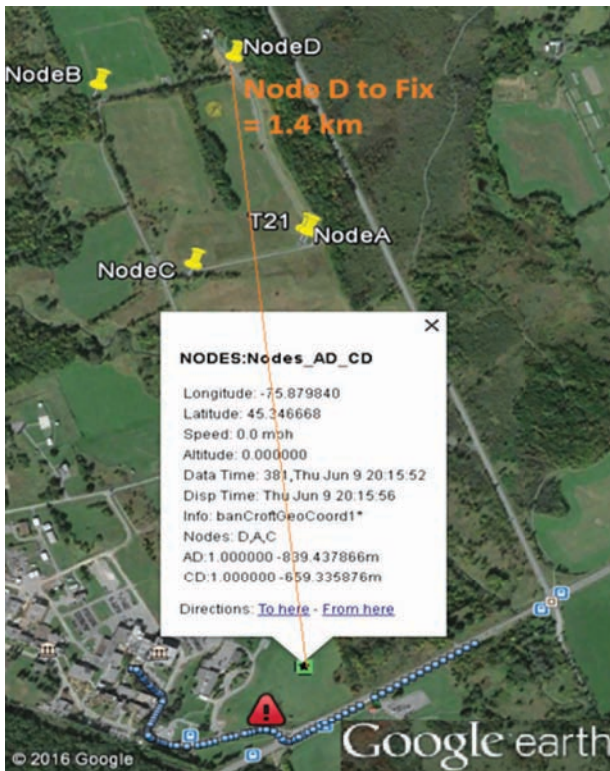 NodeD
NodeB
Node D to Fix
= 1.4 km
T21
NodeA
NodeC
NODES:Nodes_AD_CD
Longitude: -75.879840
Latitude: 45.346668
Speed: 0.0 mph
Altitude: 0.000000
Data Time: 381,Thu Jun 9 20:15:52
Disp Time: Thu Jun 9 20:15:56
Info: banCroftGeoCoord1*
Nodes: D,A,C
AD:1.000000 -839.437866m
CD:1.000000 -659.335876m
Directions: To here - From here
© 2016 Google
Google earth